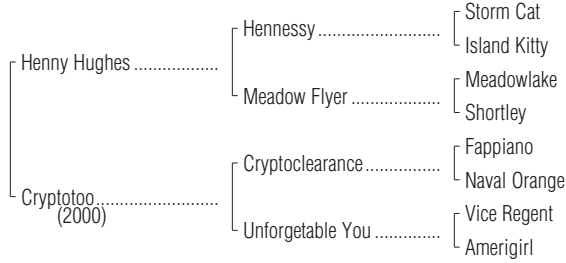 Storm Cat
Hennessy
Island Kitty
Henny Hughes
Meadowlake
Meadow Flyer
Shortley
Fappiano
Cryptoclearance
Naval Orange
Cryptotoo
(2000)
Vice Regent
Unforgetable You
Amerigirl